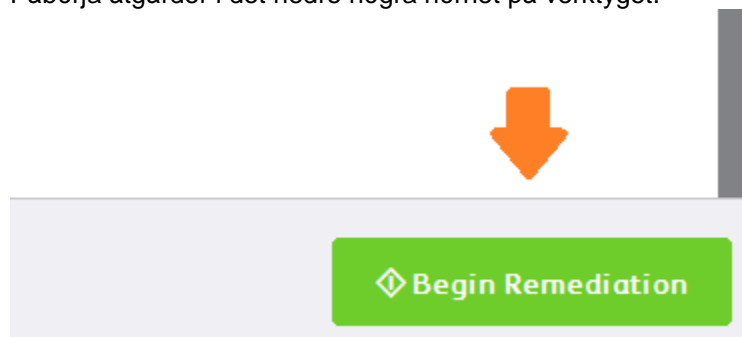 Påbörja åtgärder i det nedre högra hörnet på verktyget.
Begin Remediation